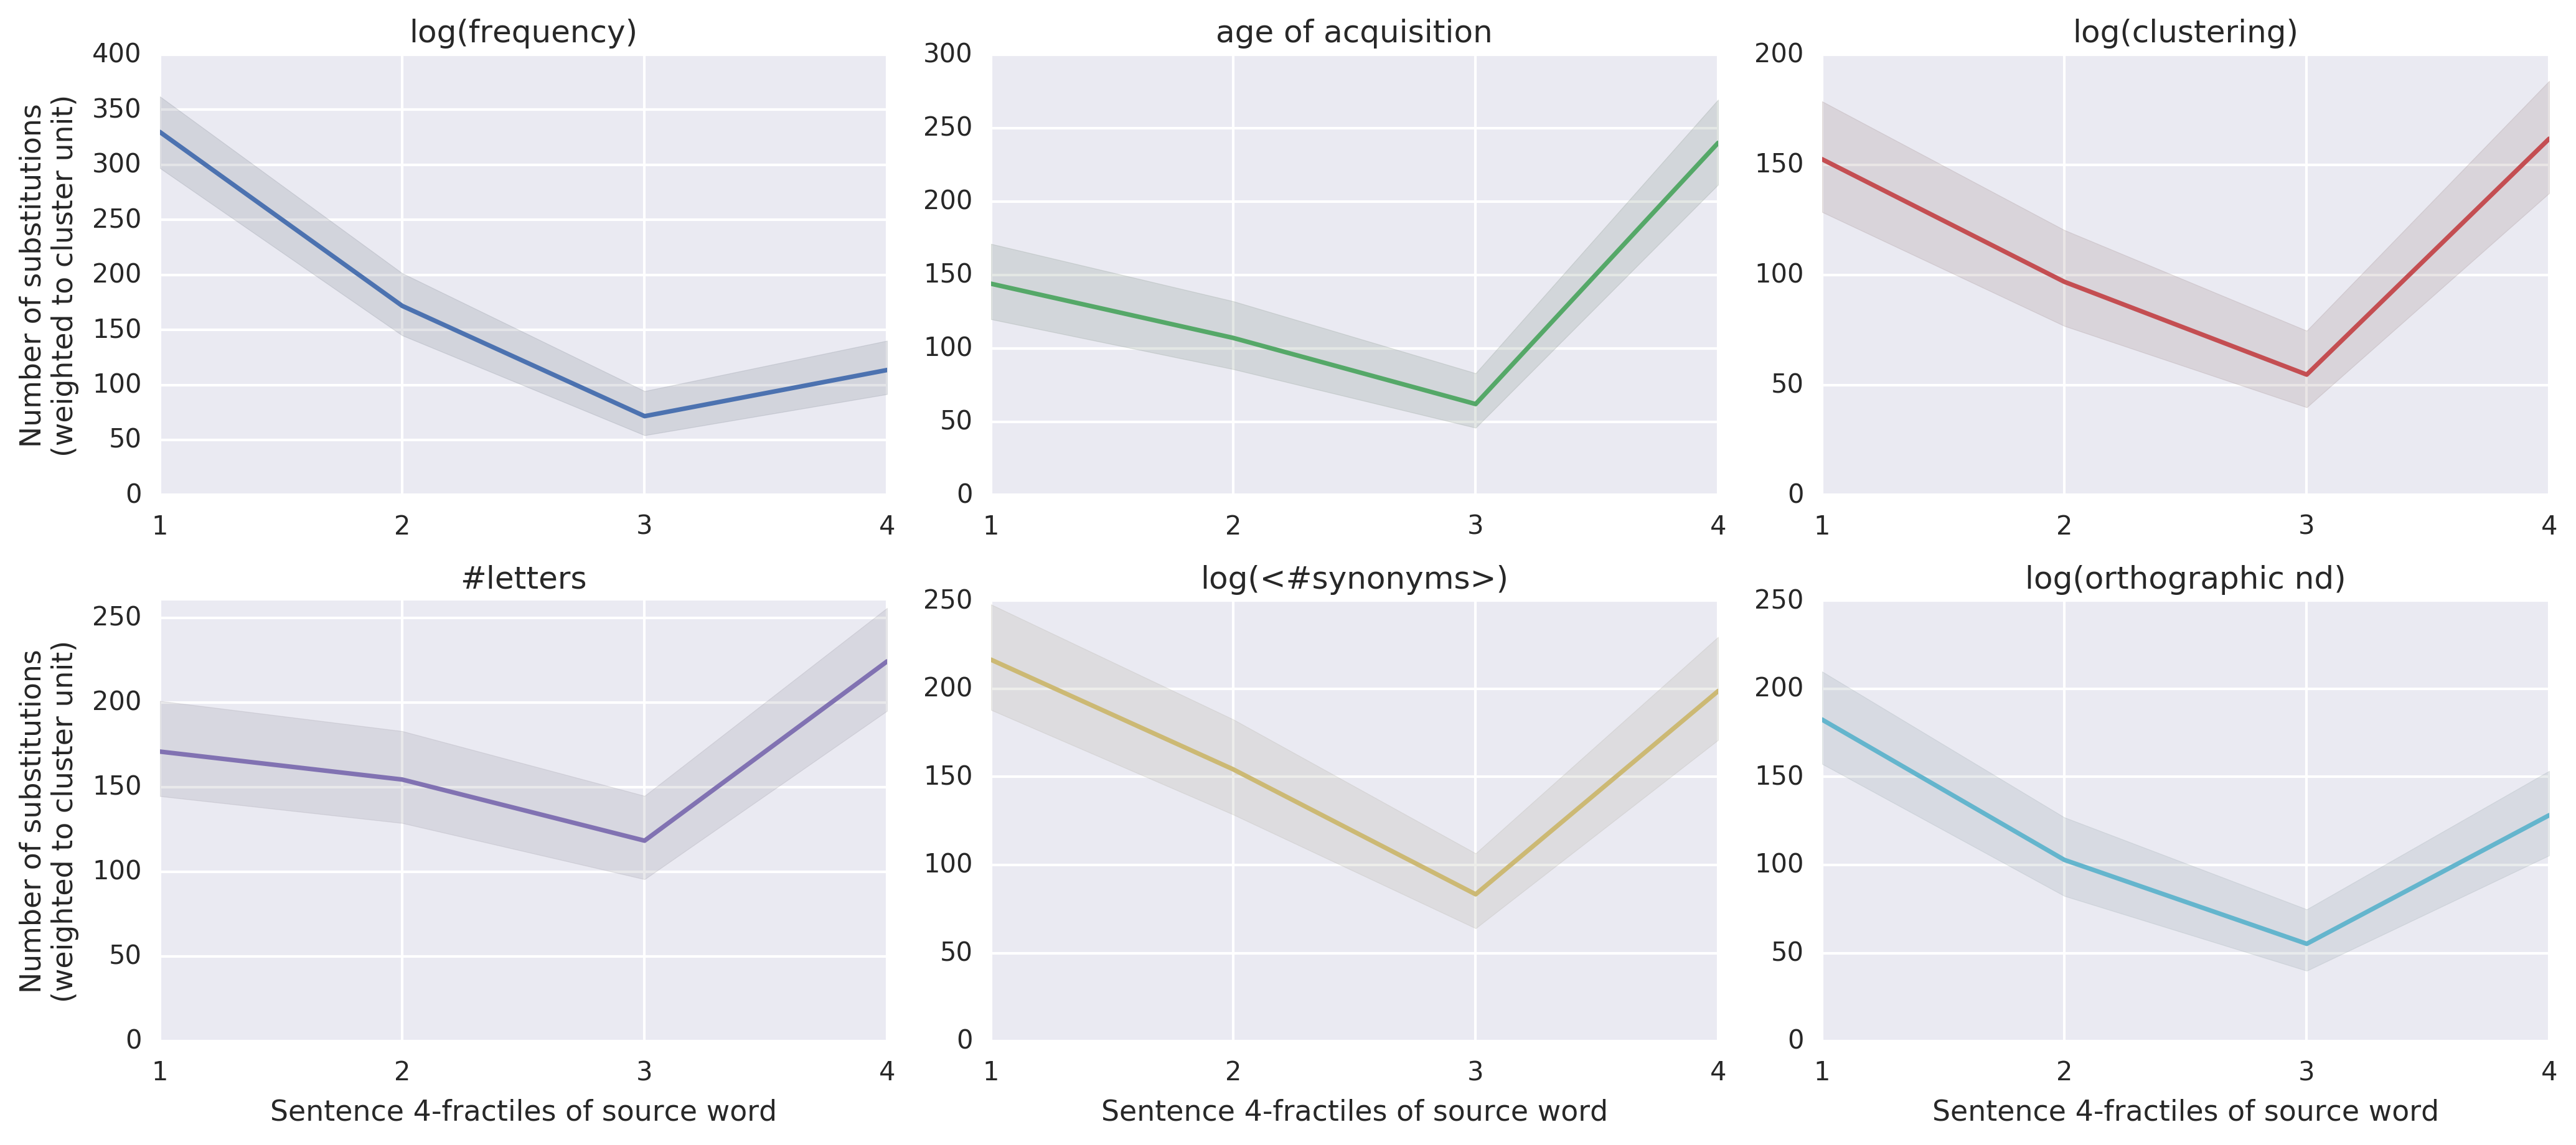 log(frequency)
400
350
300
250
200
150
100
50
0
1 2 3 4
Number of substitutions
(weighted to cluster unit)
age of acquisition
300
250
200
150
100
50
0
1 2 3 4
log(clustering)
200
150
100
50
0
1 2 3 4
#letters
250
200
150
100
50
0
1 2 3 4
Number of substitutions
(weighted to cluster unit)
Sentence 4-fractiles of source word
log(<#synonyms>)
250
200
150
100
50
0
1 2 3 4
Sentence 4-fractiles of source word
log(orthographic nd)
250
200
150
100
50
0
1 2 3 4
Sentence 4-fractiles of source word